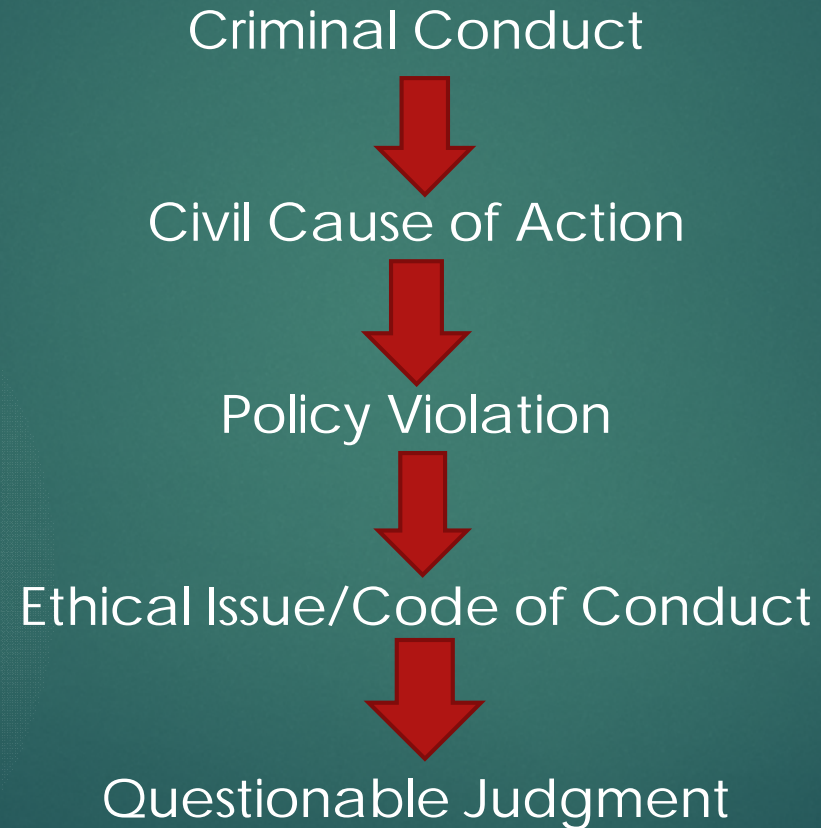 Criminal Conduct
Civil Cause of Action
Policy Violation
Ethical Issue/Code of Conduct
Questionable Judgment